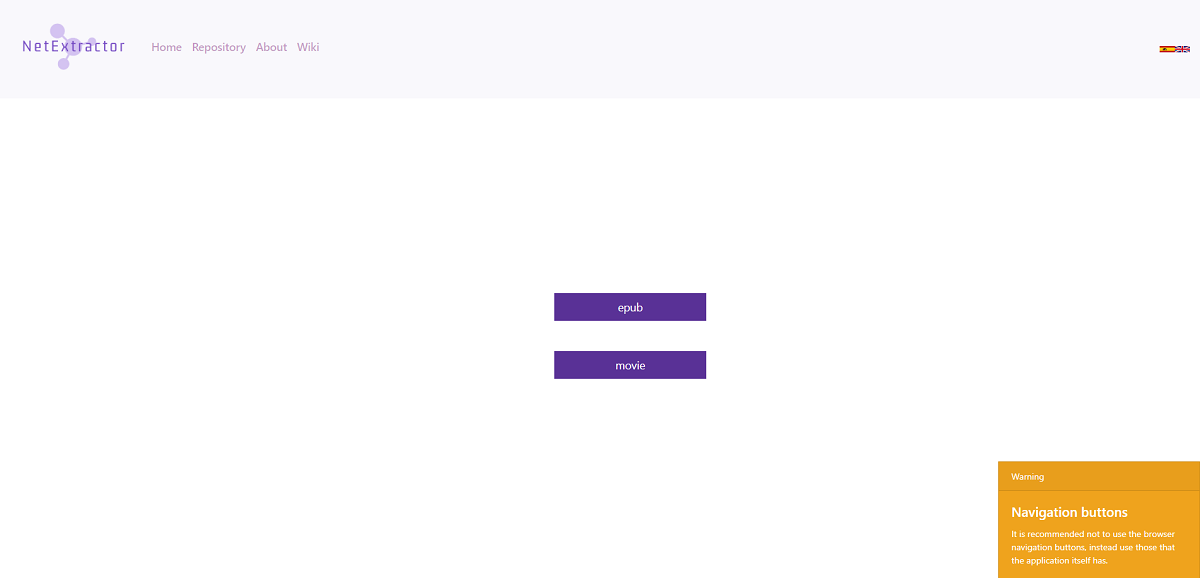 NetExtractor
Home Repository About Wiki
epub
movie
Warning
Navigation buttons
It is recommended not to use the browser
navigation buttons, instead use those that
the application itself has.